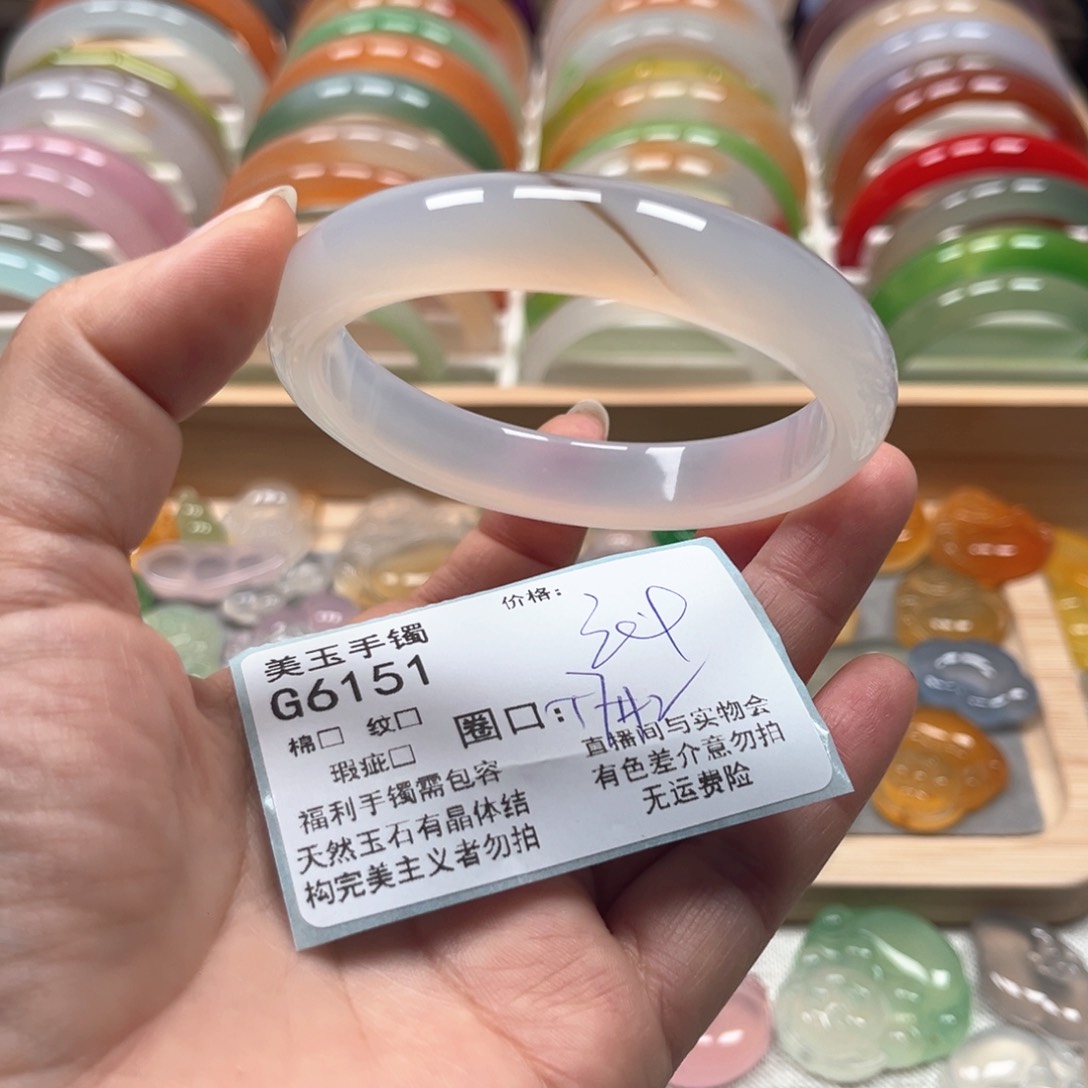 价格:
美玉手镯
G6151
棉□ 纹□
圈口:
瑕疵□
福利手镯需包容
天然玉石有晶体结
构完美主义者勿拍
直播间与实物会
有色差介意勿拍
无运费险